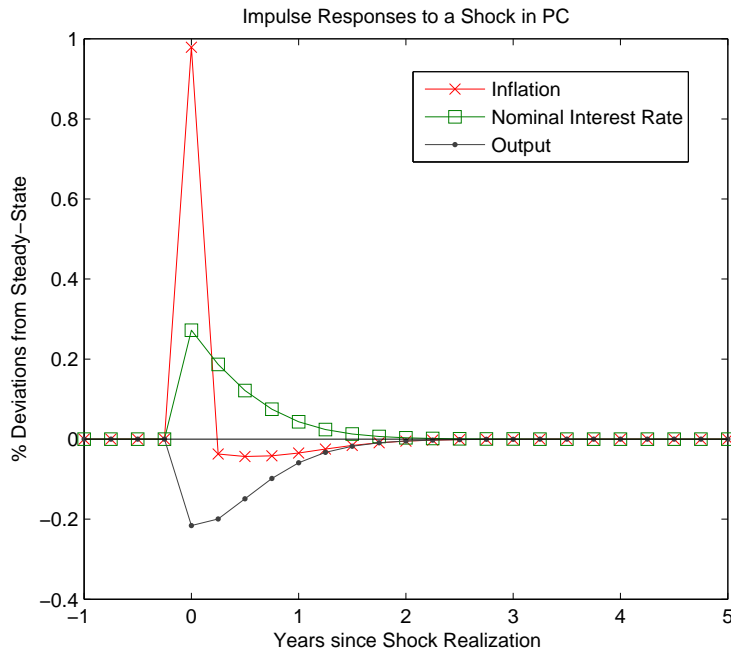 Impulse Responses to a Shock in PC
% Deviations from Steady−State
1
0.8
0.6
0.4
0.2
0
−0.2
−0.4
Inflation
Nominal Interest Rate
Output
−1 0 1 2 3 4 5
Years since Shock Realization